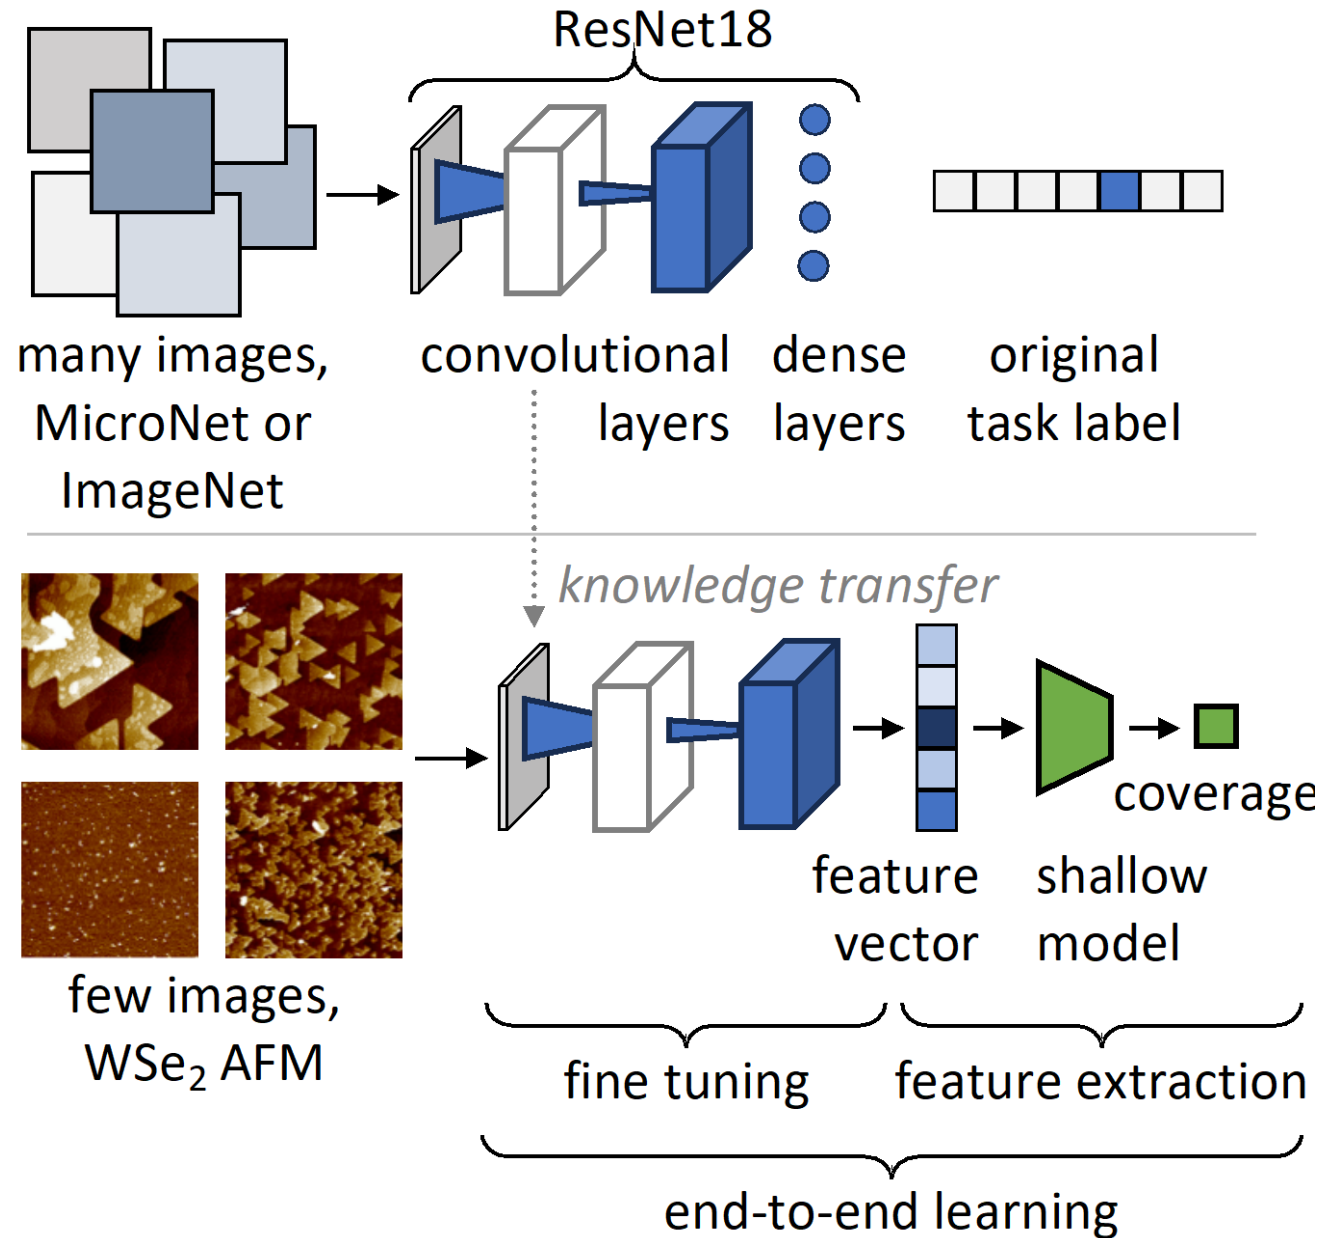 ResNet18
many images,
MicroNet or
ImageNet
convolutional
layers
dense
layers
original
task label
knowledge transfer
coverage
feature
vector
shallow
model
few images,
WSe₂ AFM
fine tuning
feature extraction
end-to-end learning